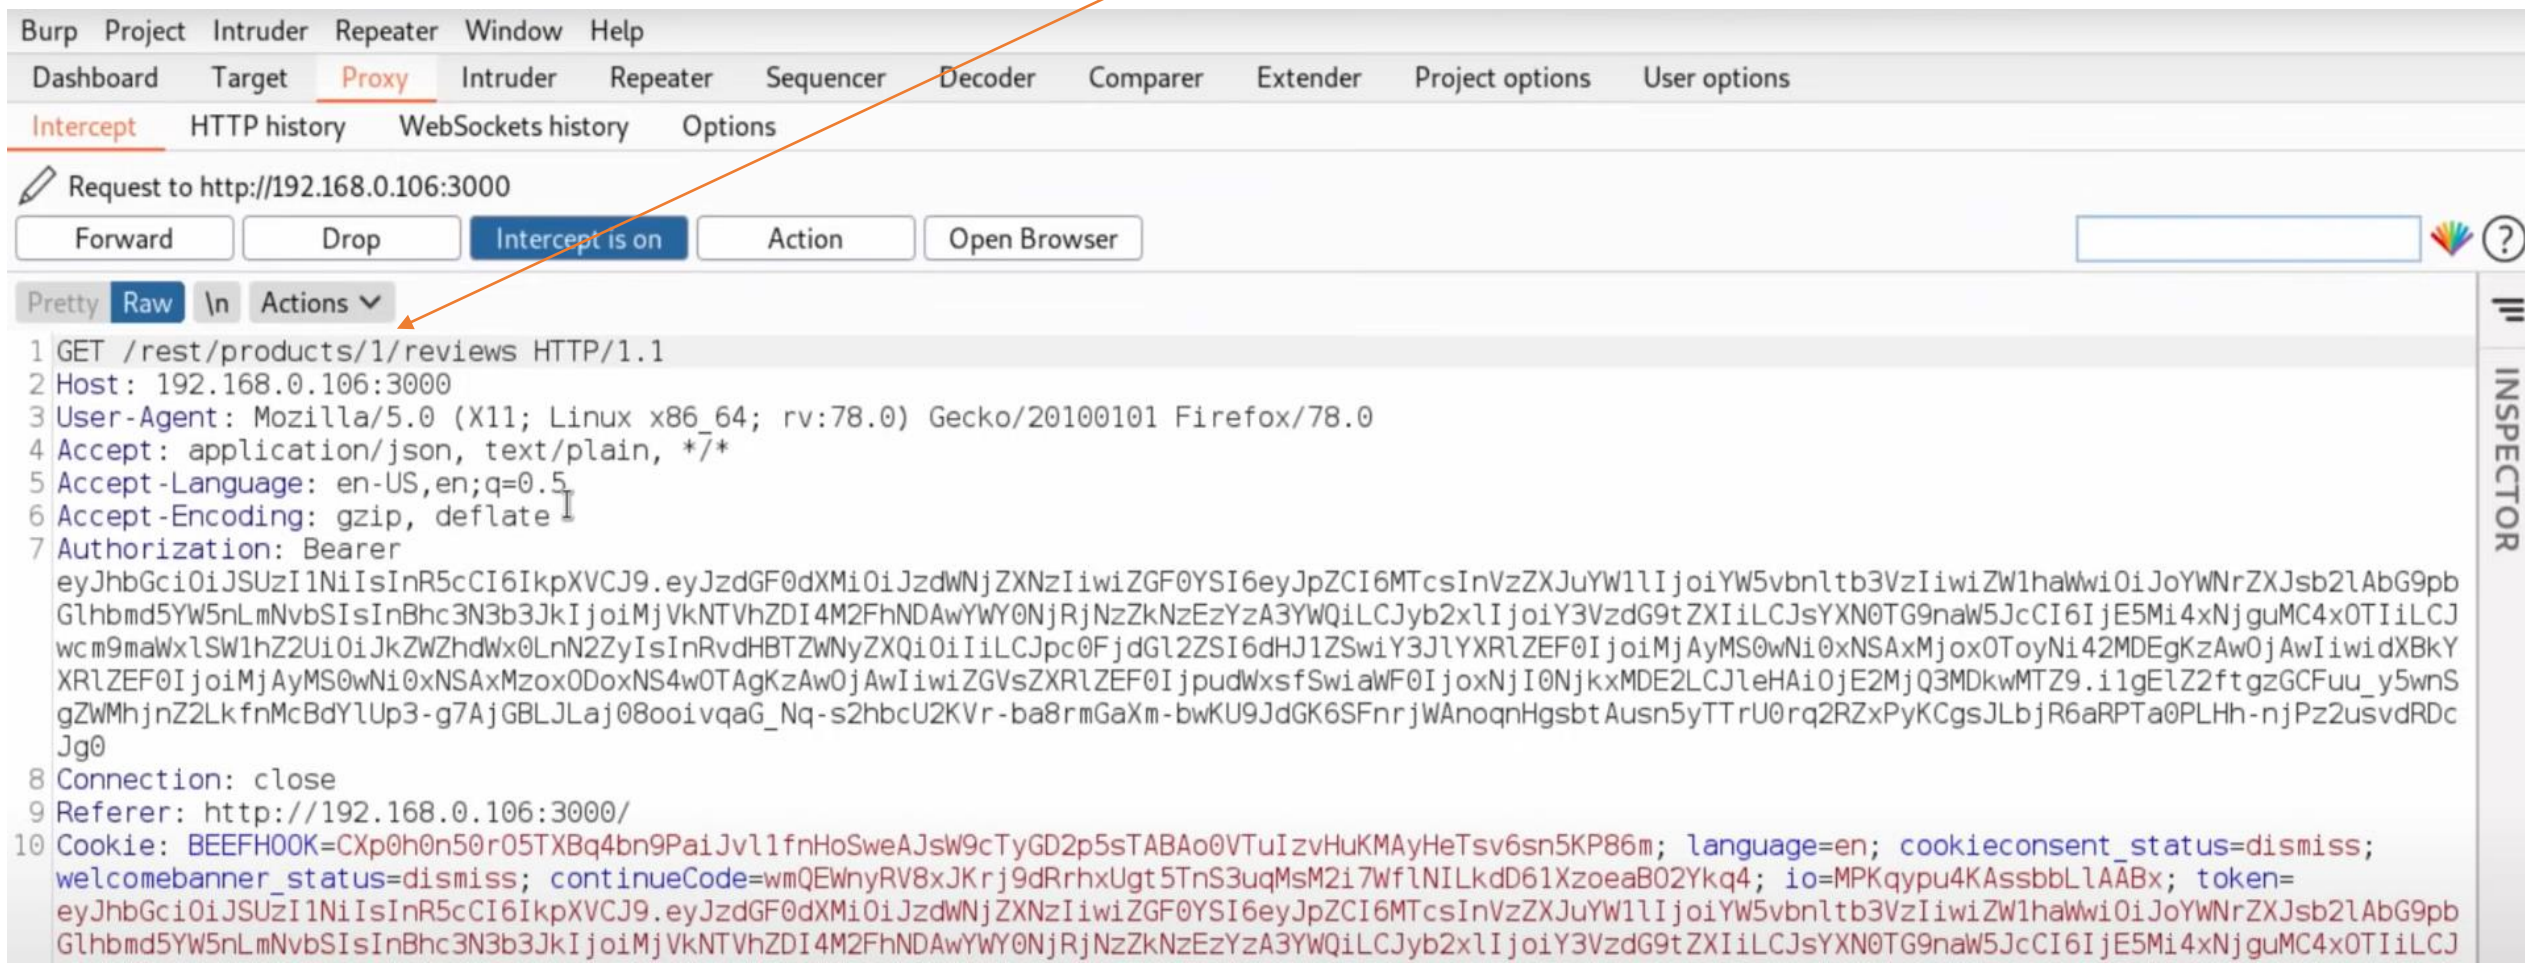 Burp Project Intruder Repeater Window Help
Dashboard Target Proxy Intruder Repeater Sequencer Decoder Comparer Extender Project options User options
Intercept HTTP history WebSockets history Options
Request to http://192.168.0.106:3000
Forward Drop Intercept is on Action Open Browser ?
Pretty Raw \n Actions
INSPECTOR
1 GET /rest/products/1/reviews HTTP/1.1
2 Host: 192.168.0.106:3000
3 User-Agent: Mozilla/5.0 (X11; Linux x86_64; rv:78.0) Gecko/20100101 Firefox/78.0
4 Accept: application/json, text/plain, */*
5 Accept-Language: en-US,en;q=0.5
6 Accept-Encoding: gzip, deflate
7 Authorization: Bearer
eyJhbGciOiJSUzI1NiIsInR5cCI6IkpXVCJ9.eyJzdGF0dXMiOiJzdWNjZXNzIiwiZGF0YSI6eyJpZCI6MTcsInVzZXJuYW1lIjoiYW5vbnltb3VzIiwiZW1haWwiOiJoYWNrZXJsb2lAbG9pb
Glhbmd5YW5nLmNvbSIsInBhc3N3b3JkIjoiMjVkNTVhZDI4M2FhNDAwYWY0NjRjNzZkNzEzYzA3YWQiLCJyb2xlIjoiY3VzdG9tZXIiLCJsYXN0TG9naW5JcCI6IjE5Mi4xNjguMC4xOTIiLCJ
wcm9maWxlSW1hZ2UiOiJkZWZhdWx0LnN2ZyIsInRvdHBTZWNyZXQiOiIiLCJpc0FjdGl2ZSI6dHJ1ZSwiY3JlYXRlZEF0IjoiMjAyMS0wNi0xNSAxMjoxOToyNi42MDEgKzAwOjAwIiwidXBkY
XRlZEF0IjoiMjAyMS0wNi0xNSAxMzoxODoxNS4wOTAgKzAwOjAwIiwiZGVsZXRlZEF0IjpudWxsfSwiaWF0IjoxNjI0NjkxMDE2LCJleHAiOjE2MjQ3MDkwMTZ9.i1gElZ2ftgzGCFuu_y5wnS
gZWMhjnZ2LkfnMcBdYlUp3-g7AjGBLJLaj08ooivqaG_Nq-s2hbcU2KVr-ba8rmGaXm-bwKU9JdGK6SFnrjWAnoqnHgsbtAusn5yTTrU0rq2RZxPyKCgsJLbjR6aRPTa0PLHh-njPz2usvdRDc
Jg0
8 Connection: close
9 Referer: http://192.168.0.106:3000/
10 Cookie: BEEFHOOK=CXp0h0n50rO5TXBq4bn9PaiJvl1fnHoSweAJsW9cTyGD2p5sTABAo0VTuIzvHuKMAyHeTsv6sn5KP86m; language=en; cookieconsent_status=dismiss;
welcomebanner_status=dismiss; continueCode=wmQEWnyRV8xJKrj9dRrhxUgt5TnS3uqMsM2i7WflNILkdD61XzoeaBO2Ykq4; io=MPKqypu4KAssbbLlAABx; token=
eyJhbGciOiJSUzI1NiIsInR5cCI6IkpXVCJ9.eyJzdGF0dXMiOiJzdWNjZXNzIiwiZGF0YSI6eyJpZCI6MTcsInVzZXJuYW1lIjoiYW5vbnltb3VzIiwiZW1haWwiOiJoYWNrZXJsb2lAbG9pb
Glhbmd5YW5nLmNvbSIsInBhc3N3b3JkIjoiMjVkNTVhZDI4M2FhNDAwYWY0NjRjNzZkNzEzYzA3YWQiLCJyb2xlIjoiY3VzdG9tZXIiLCJsYXN0TG9naW5JcCI6IjE5Mi4xNjguMC4xOTIiLCJ